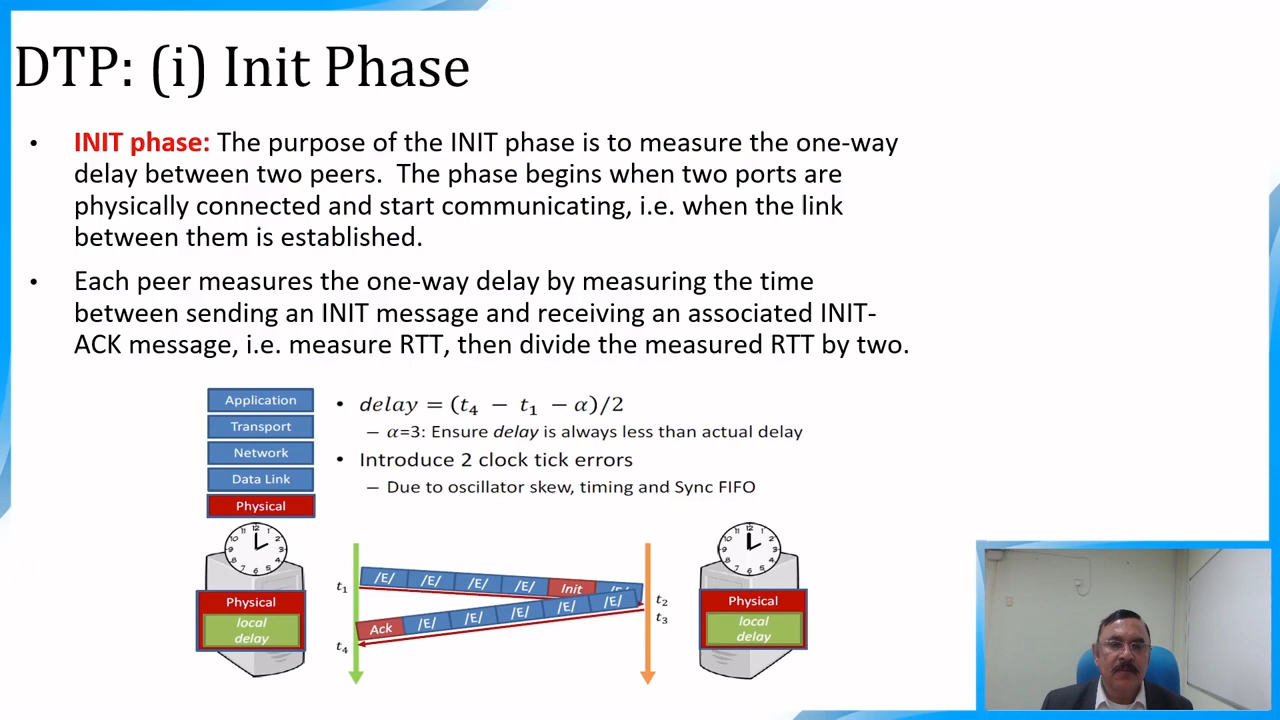 DTP: (i) Init Phase
• INIT phase: The purpose of the INIT phase is to measure the one-way
delay between two peers. The phase begins when two ports are
physically connected and start communicating, i.e. when the link
between them is established.
• Each peer measures the one-way delay by measuring the time
between sending an INIT message and receiving an associated INIT-
ACK message, i.e. measure RTT, then divide the measured RTT by two.
Application
Transport
Network
Data Link
Physical
• delay = (t₄ − t₁ − α)/2
– α=3: Ensure delay is always less than actual delay
• Introduce 2 clock tick errors
– Due to oscillator skew, timing and Sync FIFO
t₁
/E/ /E/ /E/ /E/ Init /E/
t₂
t₃
Ack /E/ /E/ /E/ /E/ /E/
t₄
Physical
local
delay
Physical
local
delay